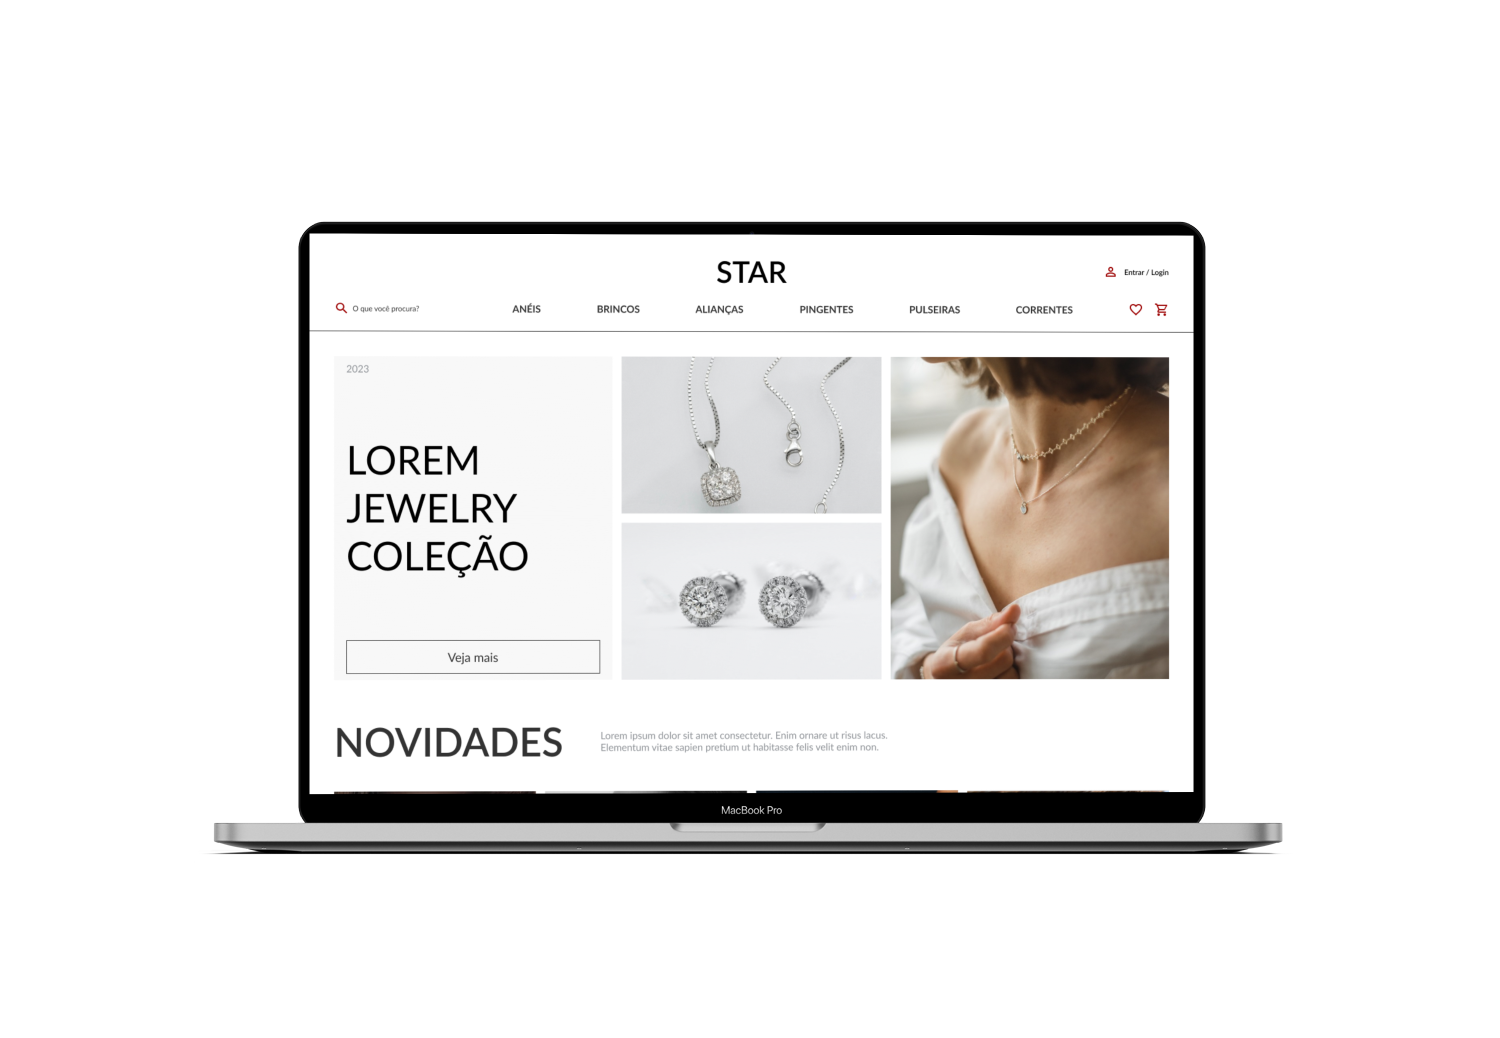 STAR
Entrar / Login
O que você procura?
ANÉIS
BRINCOS
ALIANÇAS
PINGENTES
PULSEIRAS
CORRENTES
2023
LOREM
JEWELRY
COLEÇÃO
Veja mais
NOVIDADES
Lorem ipsum dolor sit amet consectetur. Enim ornare ut risus lacus.
Elementum vitae sapien pretium ut habitasse felis velit enim non.
MacBook Pro